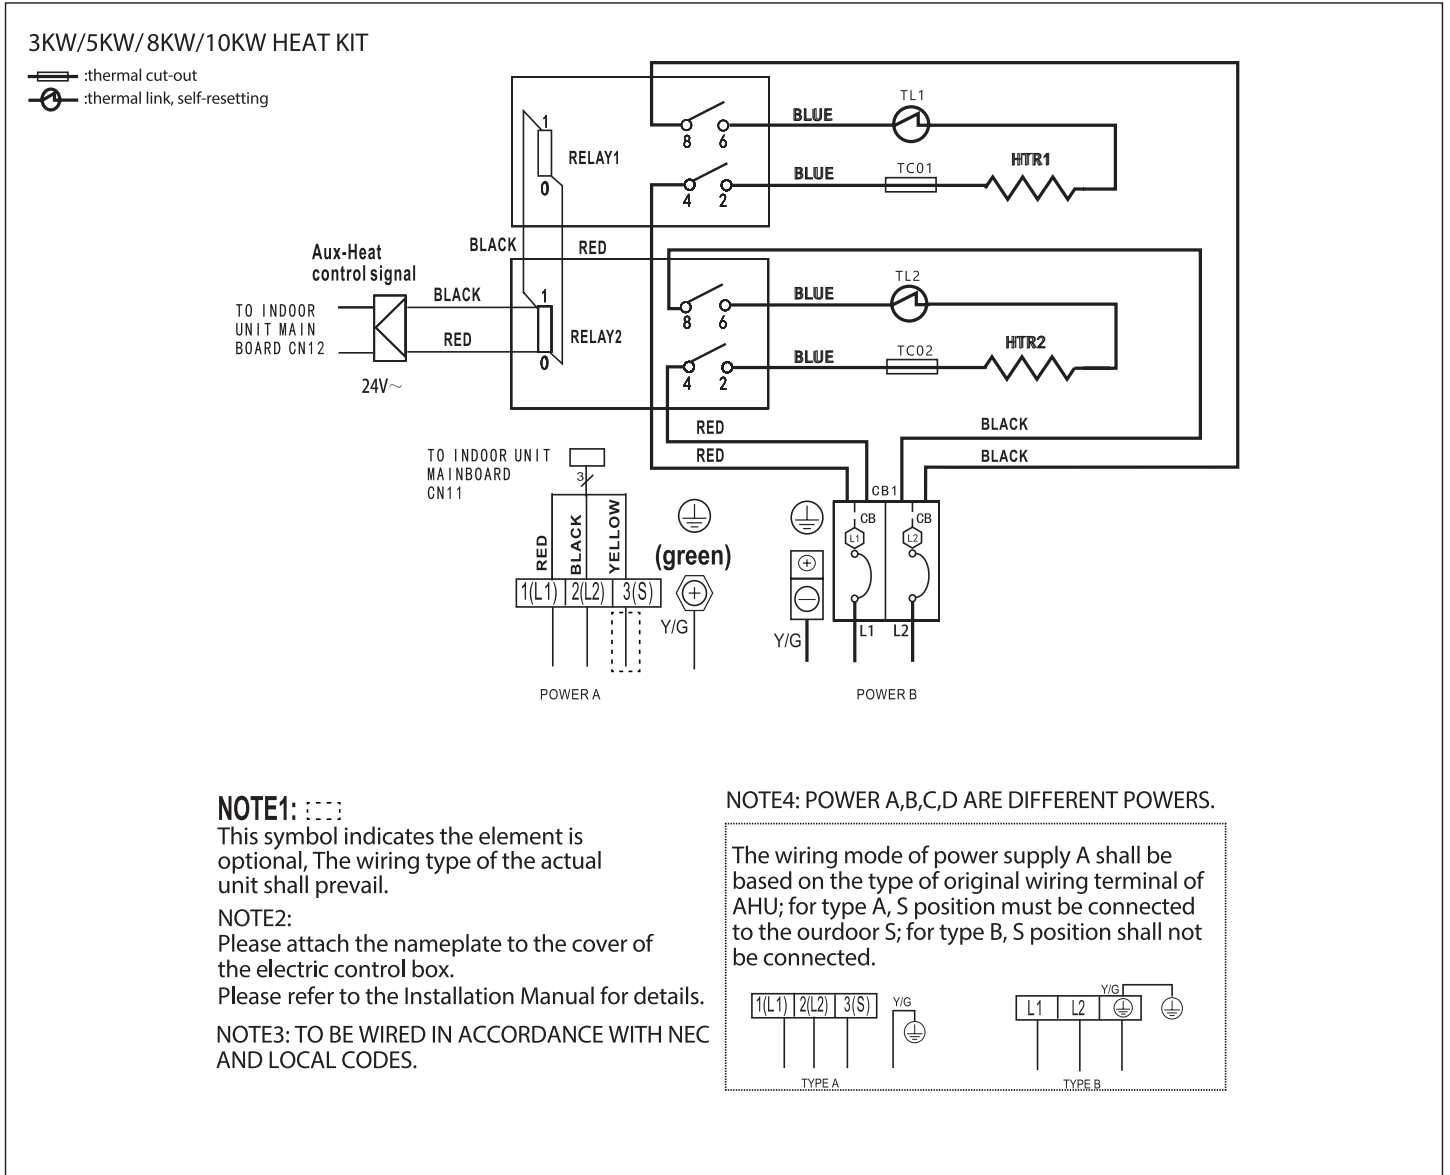 3KW/5KW/8KW/10KW HEAT KIT
:thermal cut-out
:thermal link, self-resetting
1
RELAY1
0
8 6
4 2
BLUE
TL1
BLUE
TC01
HTR1
BLACK
RED
Aux-Heat
control signal
TO INDOOR
UNIT MAIN
BOARD CN12
BLACK
RED
24V~
1
RELAY2
0
8 6
4 2
BLUE
TL2
BLUE
TC02
HTR2
RED
RED
BLACK
BLACK
TO INDOOR UNIT
MAINBOARD
CN11
3
RED
BLACK
YELLOW
1(L1) 2(L2) 3(S)
POWER A
(green)
Y/G
Y/G
CB1
CB
CB
L1
L2
L1
L2
POWER B
NOTE1:
This symbol indicates the element is
optional, The wiring type of the actual
unit shall prevail.
NOTE2:
Please attach the nameplate to the cover of
the electric control box.
Please refer to the Installation Manual for details.
NOTE3: TO BE WIRED IN ACCORDANCE WITH NEC
AND LOCAL CODES.
NOTE4: POWER A,B,C,D ARE DIFFERENT POWERS.
The wiring mode of power supply A shall be
based on the type of original wiring terminal of
AHU; for type A, S position must be connected
to the ourdoor S; for type B, S position shall not
be connected.
1(L1) 2(L2) 3(S)
Y/G
TYPE A
L1 L2
Y/G
TYPE B